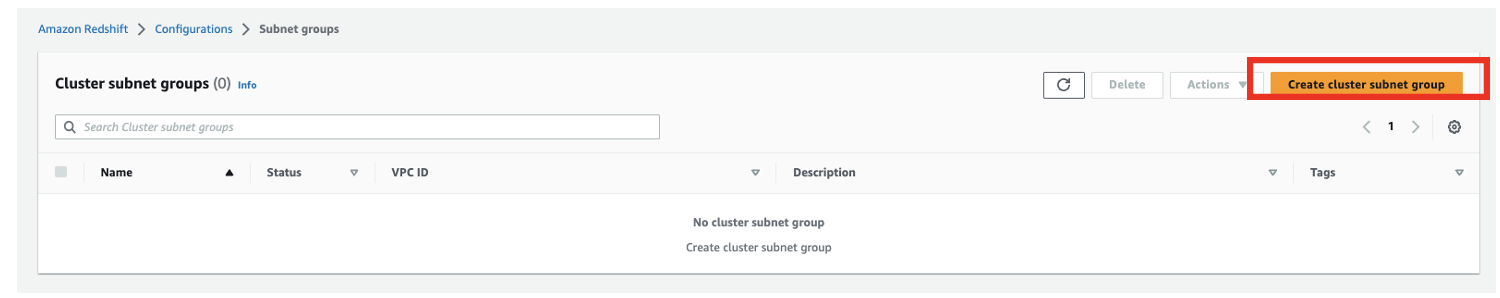 Amazon Redshift > Configurations > Subnet groups
Cluster subnet groups (0) Info
Delete Actions Create cluster subnet group
Search Cluster subnet groups
1
Name Status VPC ID Description Tags
No cluster subnet group
Create cluster subnet group